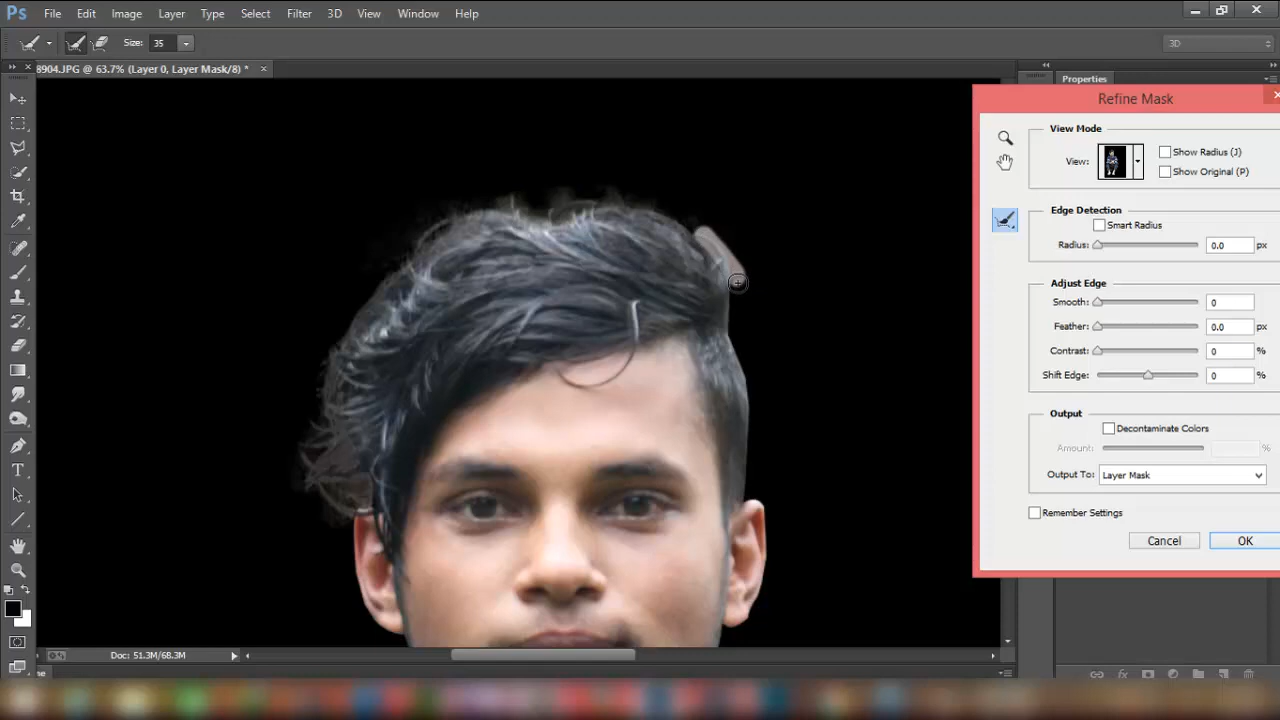 Ps File Edit Image Layer Type Select Filter 3D View Window Help
Size: 35 3D
8904.JPG @ 63.7% (Layer 0, Layer Mask/8) * ×
Properties
Refine Mask
View Mode
View: Show Radius (J)
Show Original (P)
Edge Detection
Smart Radius
Radius: 0.0 px
Adjust Edge
Smooth: 0
Feather: 0.0 px
Contrast: 0 %
Shift Edge: 0 %
Output
Decontaminate Colors
Amount: %
Output To: Layer Mask
Remember Settings
Cancel OK
Doc: 51.3M/68.3M